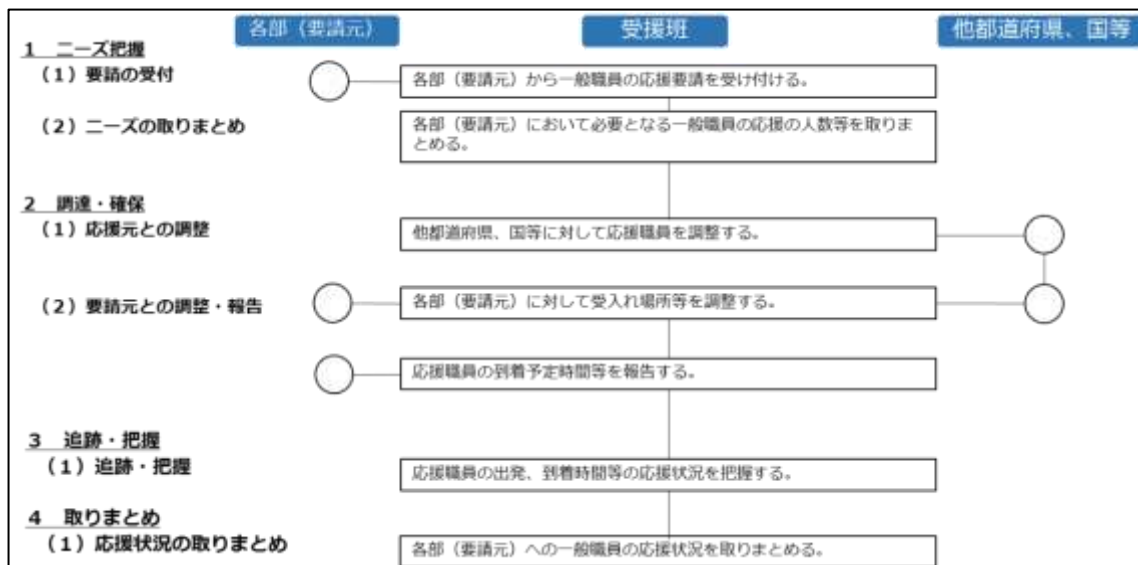 各部（要請元）
受援班
他都道府県、国等
1 ニーズ把握
（1）要請の受付
各部（要請元）から一般職員の応援要請を受け付ける。
（2）ニーズの取りまとめ
各部（要請元）において必要となる一般職員の応援の人数等を取りま
とめる。
2 調達・確保
（1）応援元との調整
他都道府県、国等に対して応援職員を調整する。
（2）要請元との調整・報告
各部（要請元）に対して受入れ場所等を調整する。
応援職員の到着予定時間等を報告する。
3 追跡・把握
（1）追跡・把握
応援職員の出発、到着時間等の応援状況を把握する。
4 取りまとめ
（1）応援状況の取りまとめ
各部（要請元）への一般職員の応援状況を取りまとめる。